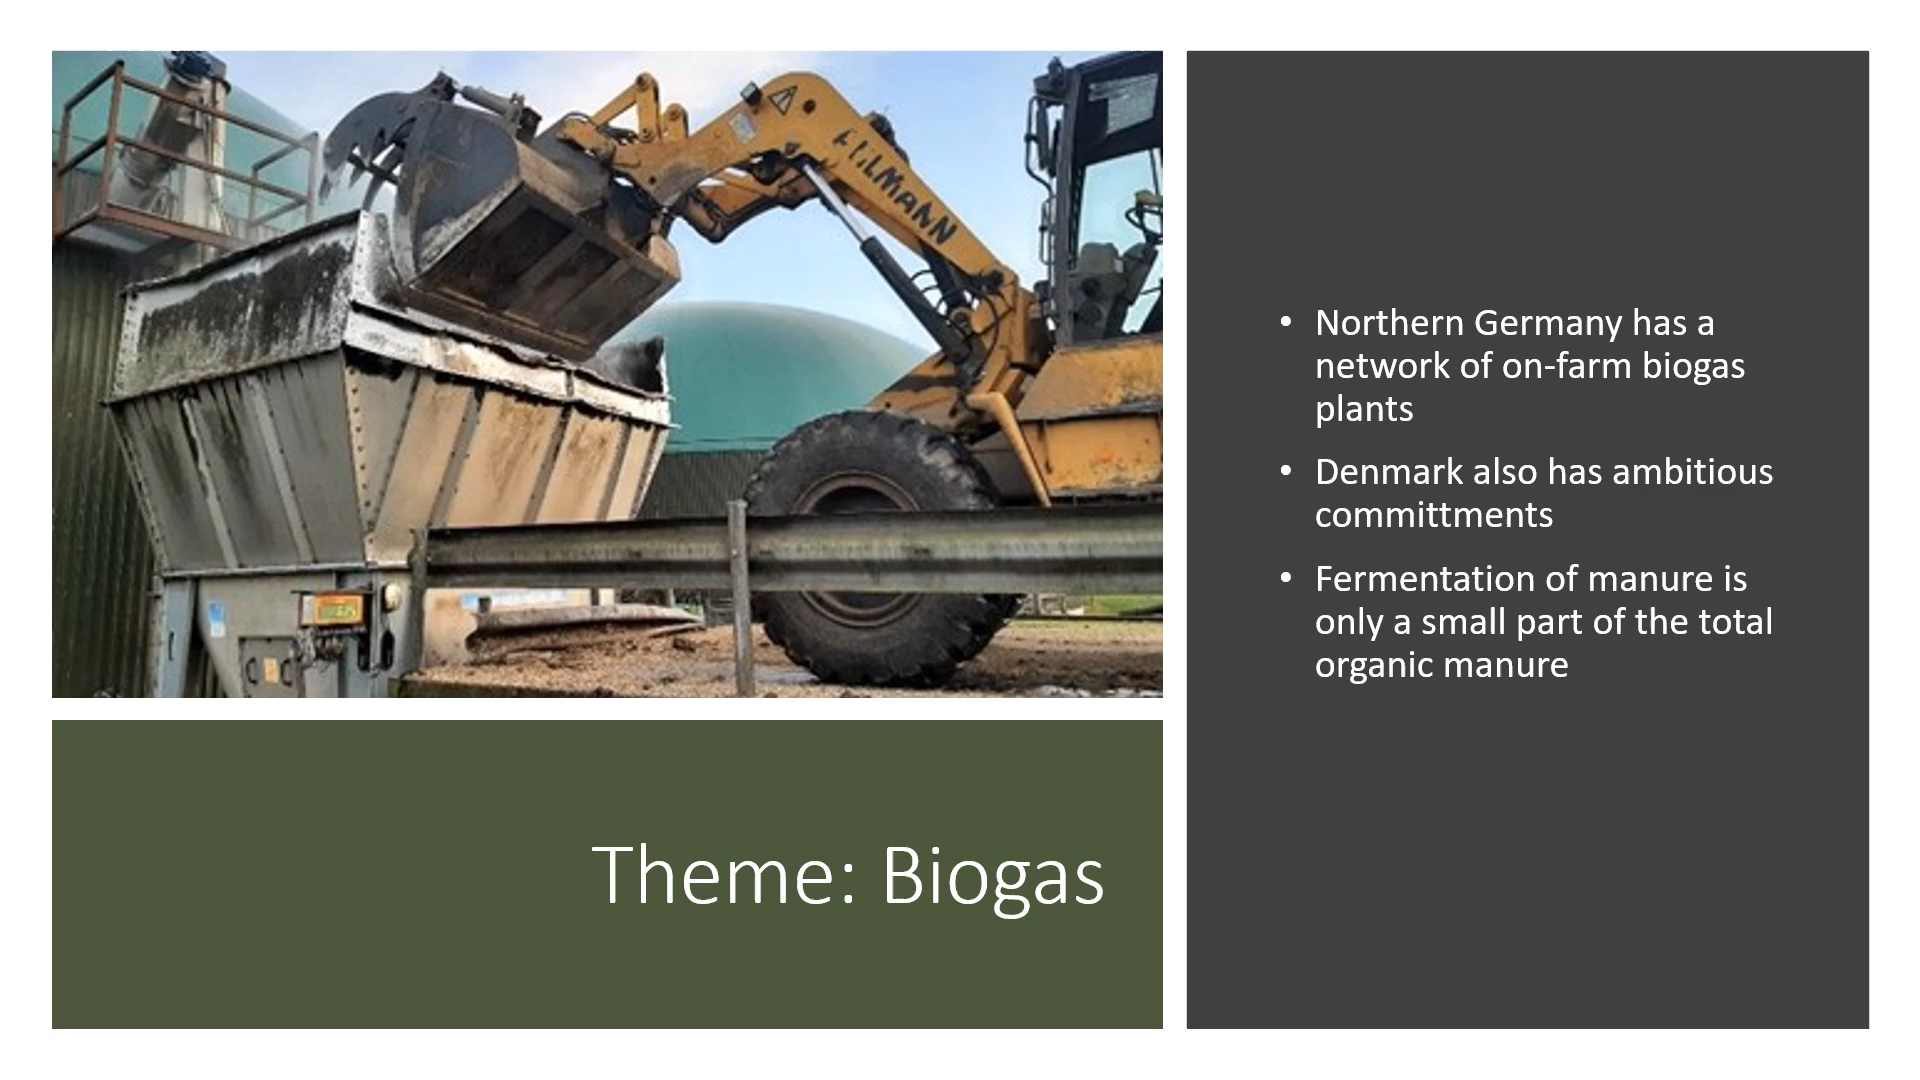 Theme: Biogas
• Northern Germany has a
network of on-farm biogas
plants
• Denmark also has ambitious
committments
• Fermentation of manure is
only a small part of the total
organic manure